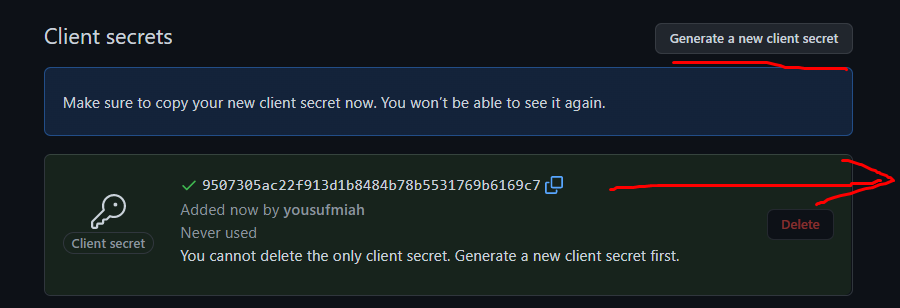 Client secrets
Generate a new client secret
Make sure to copy your new client secret now. You won’t be able to see it again.
9507305ac22f913d1b8484b78b5531769b6169c7
Added now by yousufmiah
Client secret
Never used
Delete
You cannot delete the only client secret. Generate a new client secret first.